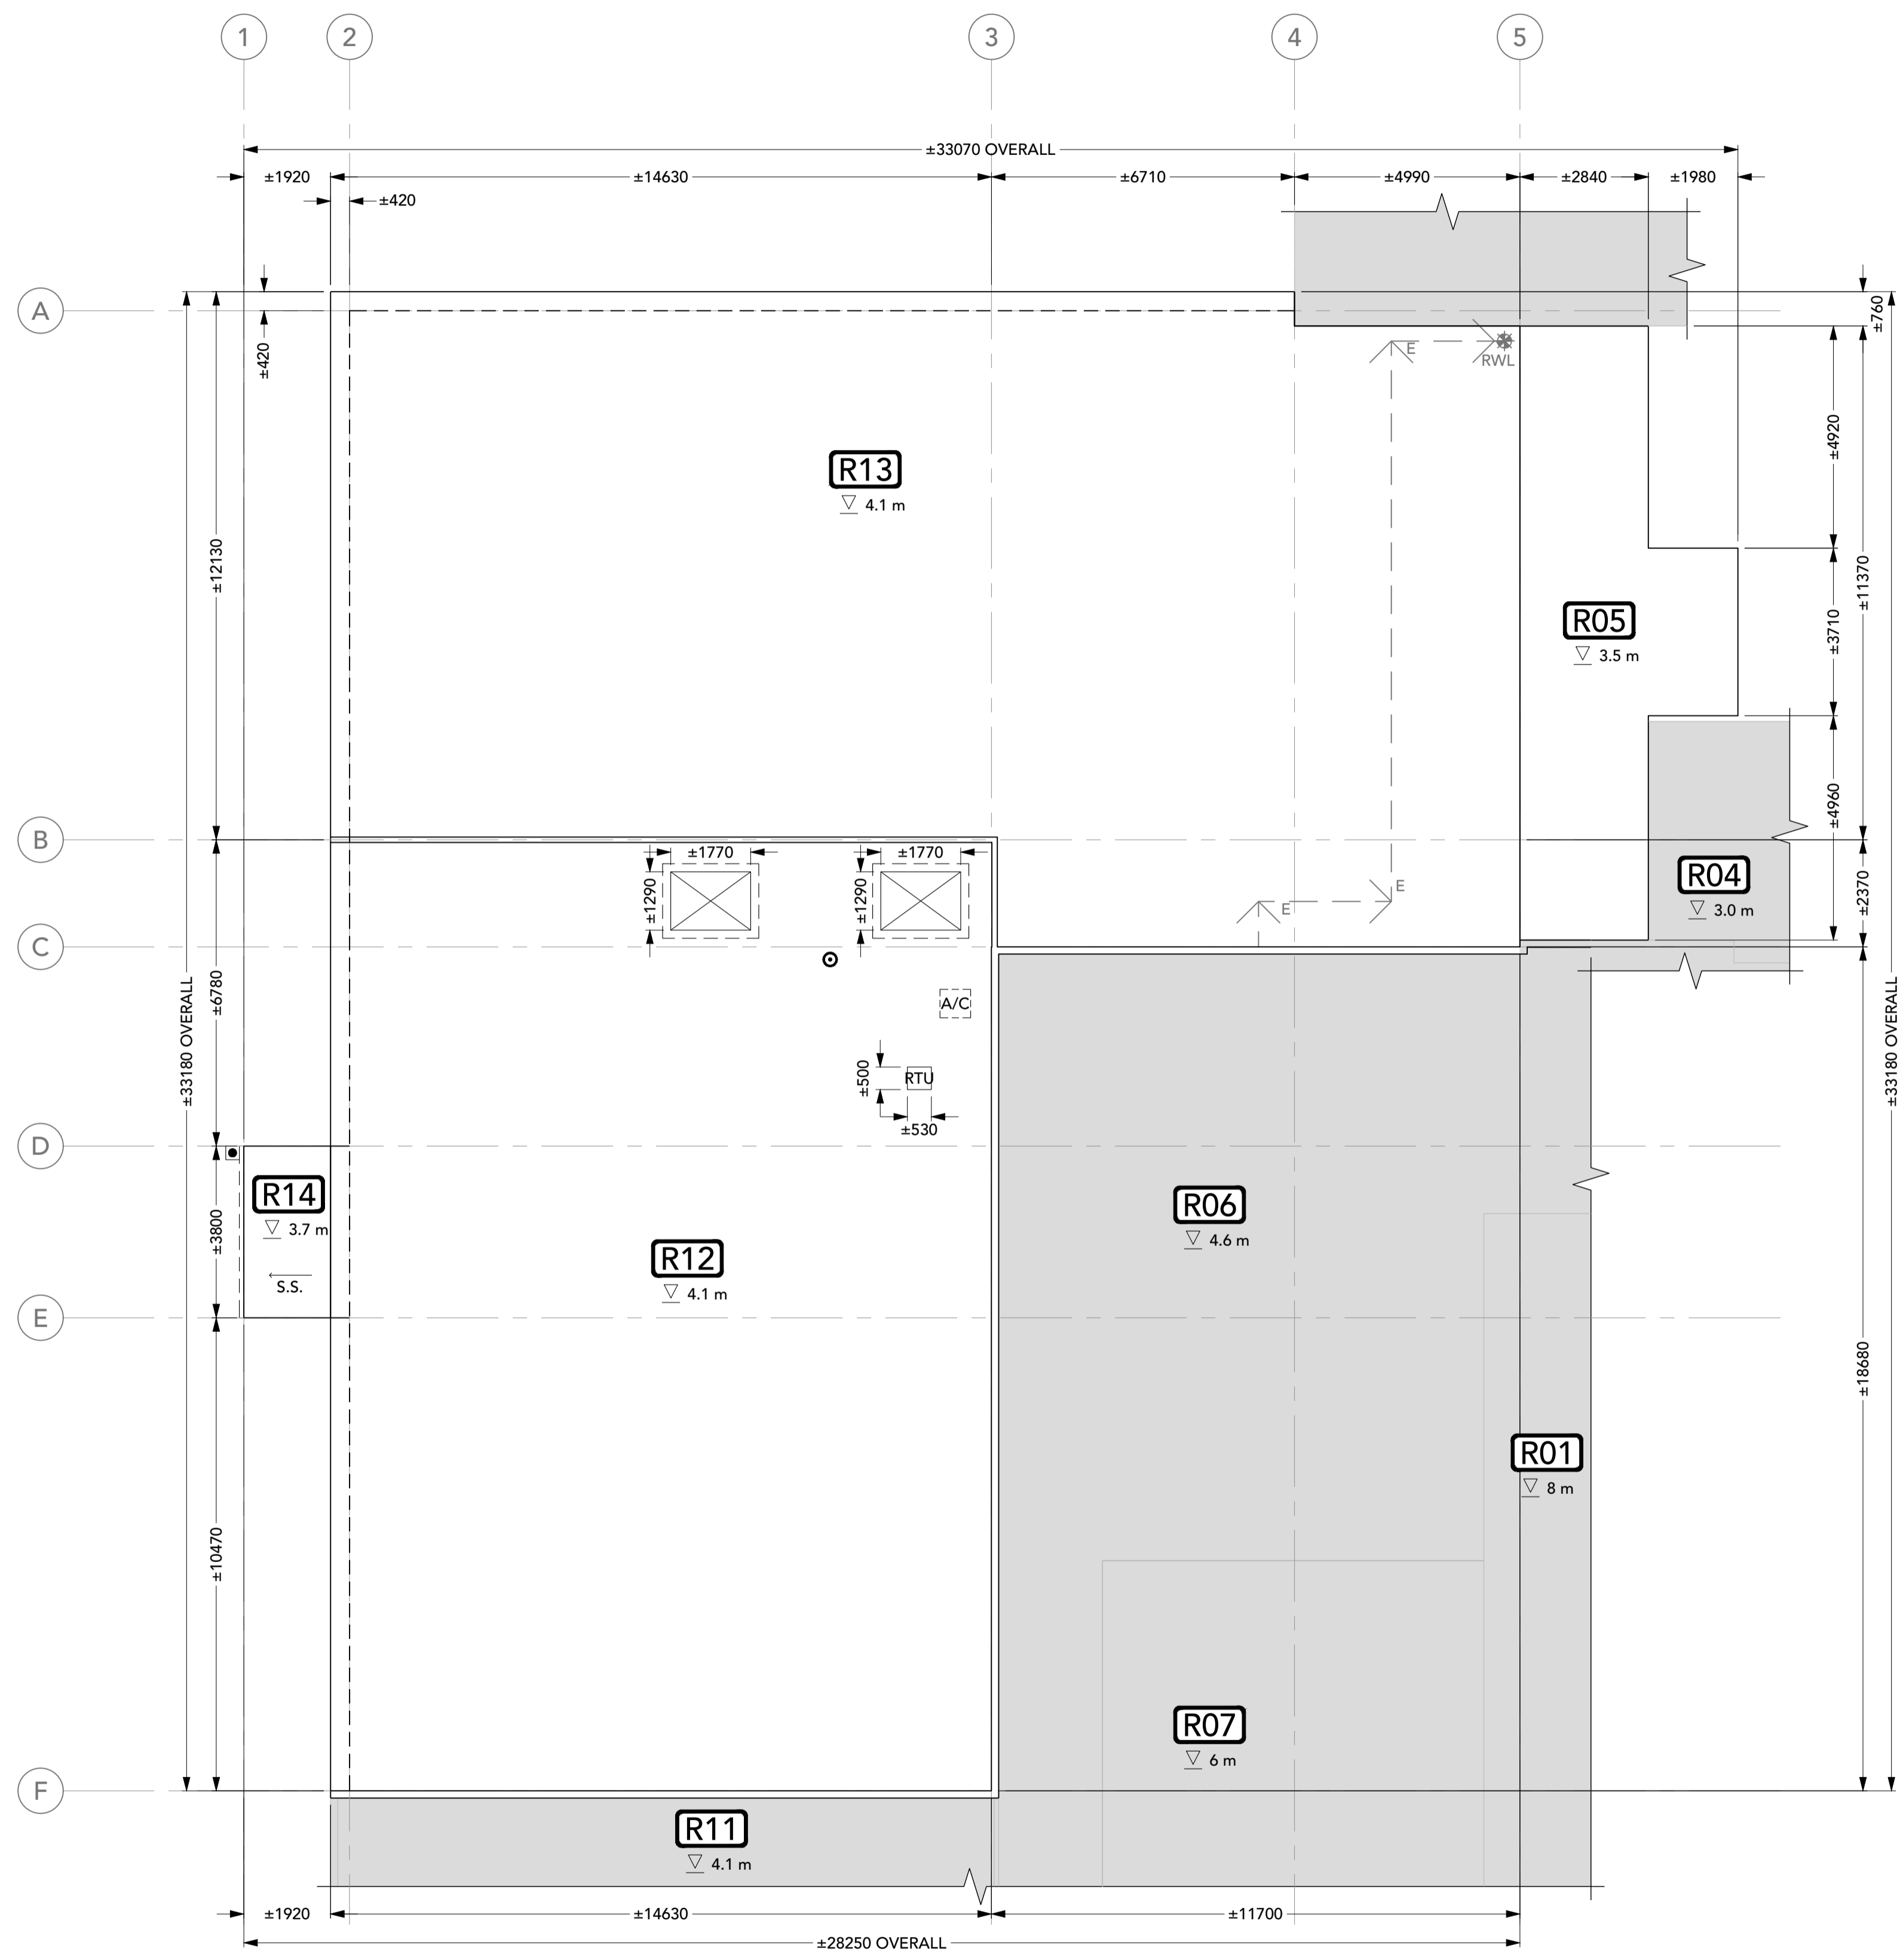 1
2
3
4
5
±33070 OVERALL
±1920
±14630
±6710
±4990
±2840
±1980
±420
A
±420
±760
E
RWL
R13
4.1 m
±4920
±12130
±11370
R05
3.5 m
±3710
±4960
B
±1770
±1770
±1290
±1290
E
E
R04
3.0 m
±2370
C
±6780
±33180 OVERALL
±33180 OVERALL
A/C
±500
RTU
±530
D
R14
3.7 m
±3800
S.S.
R12
4.1 m
R06
4.6 m
E
±18680
R01
8 m
±10470
R07
6 m
F
R11
4.1 m
±1920
±14630
±11700
±28250 OVERALL